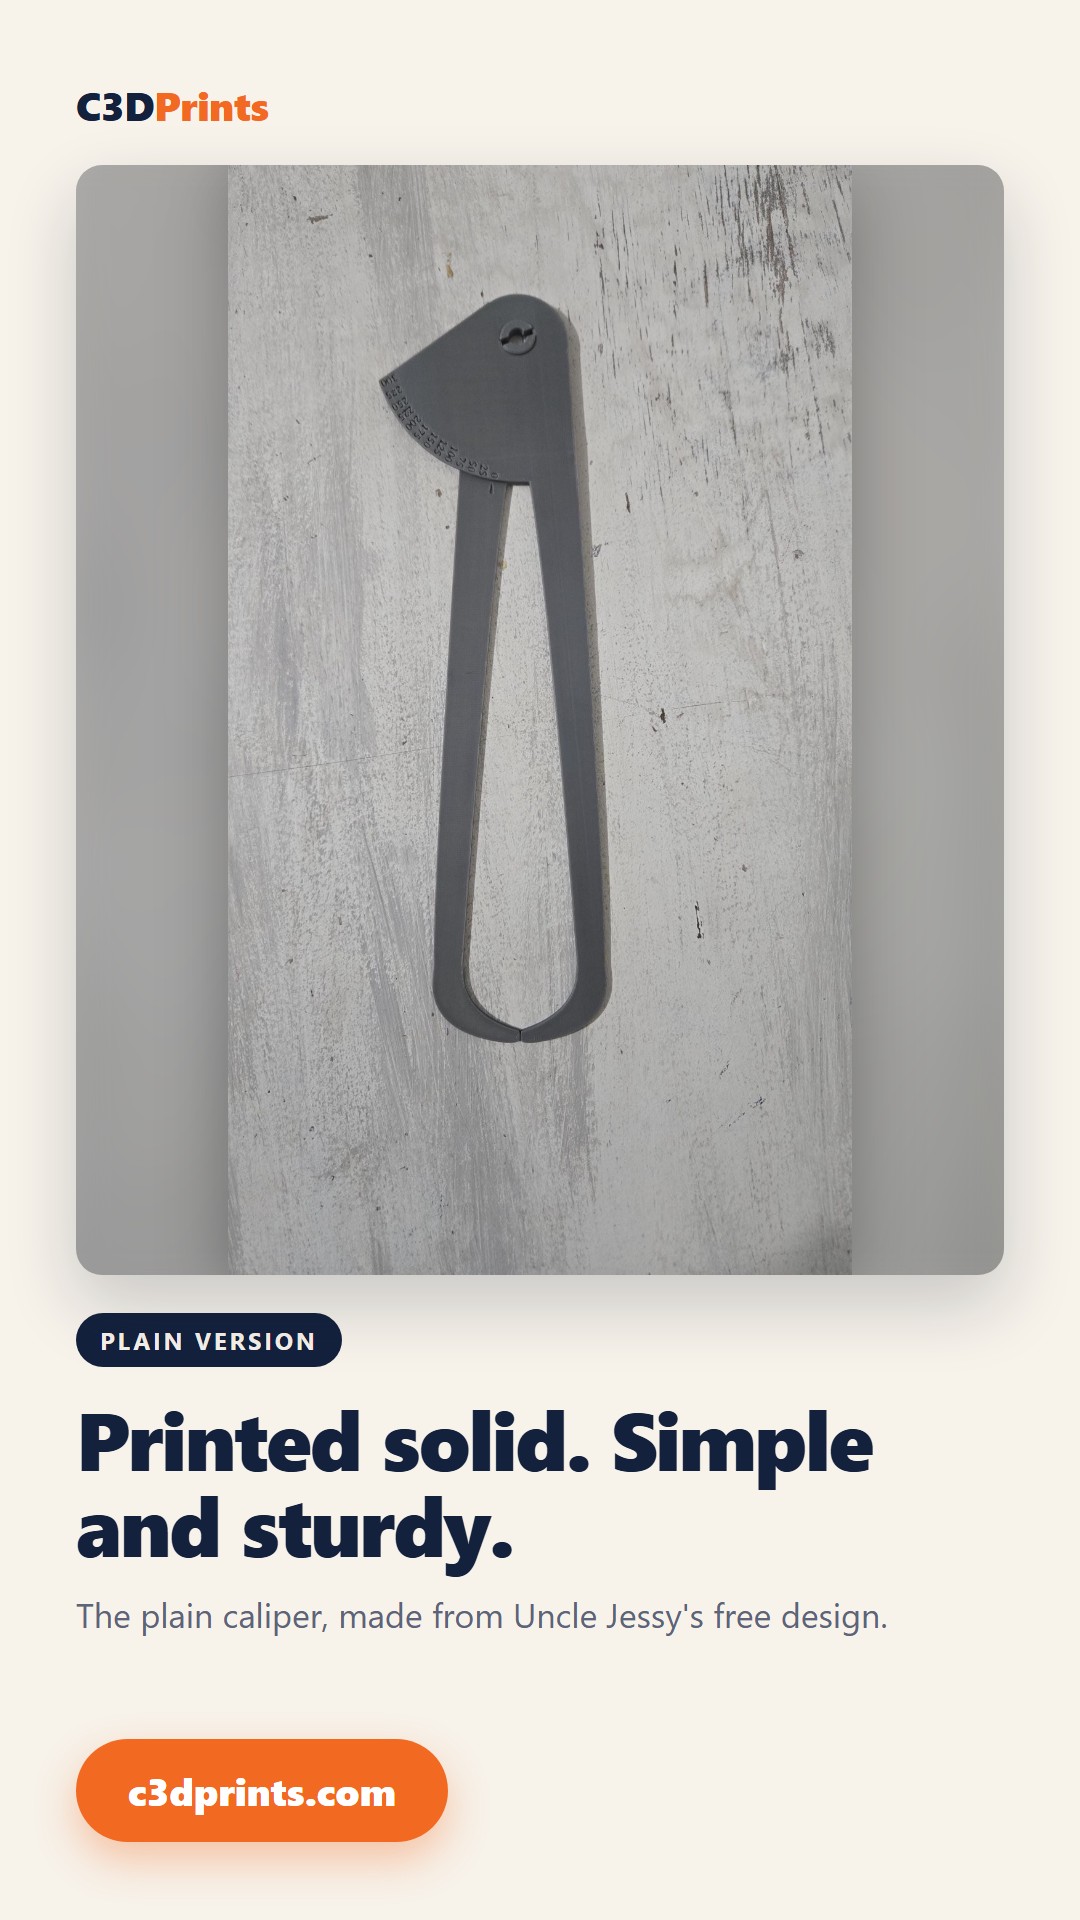 C3DPrints
PLAIN VERSION
Printed solid. Simple
and sturdy.
The plain caliper, made from Uncle Jessy's free design.
c3dprints.com